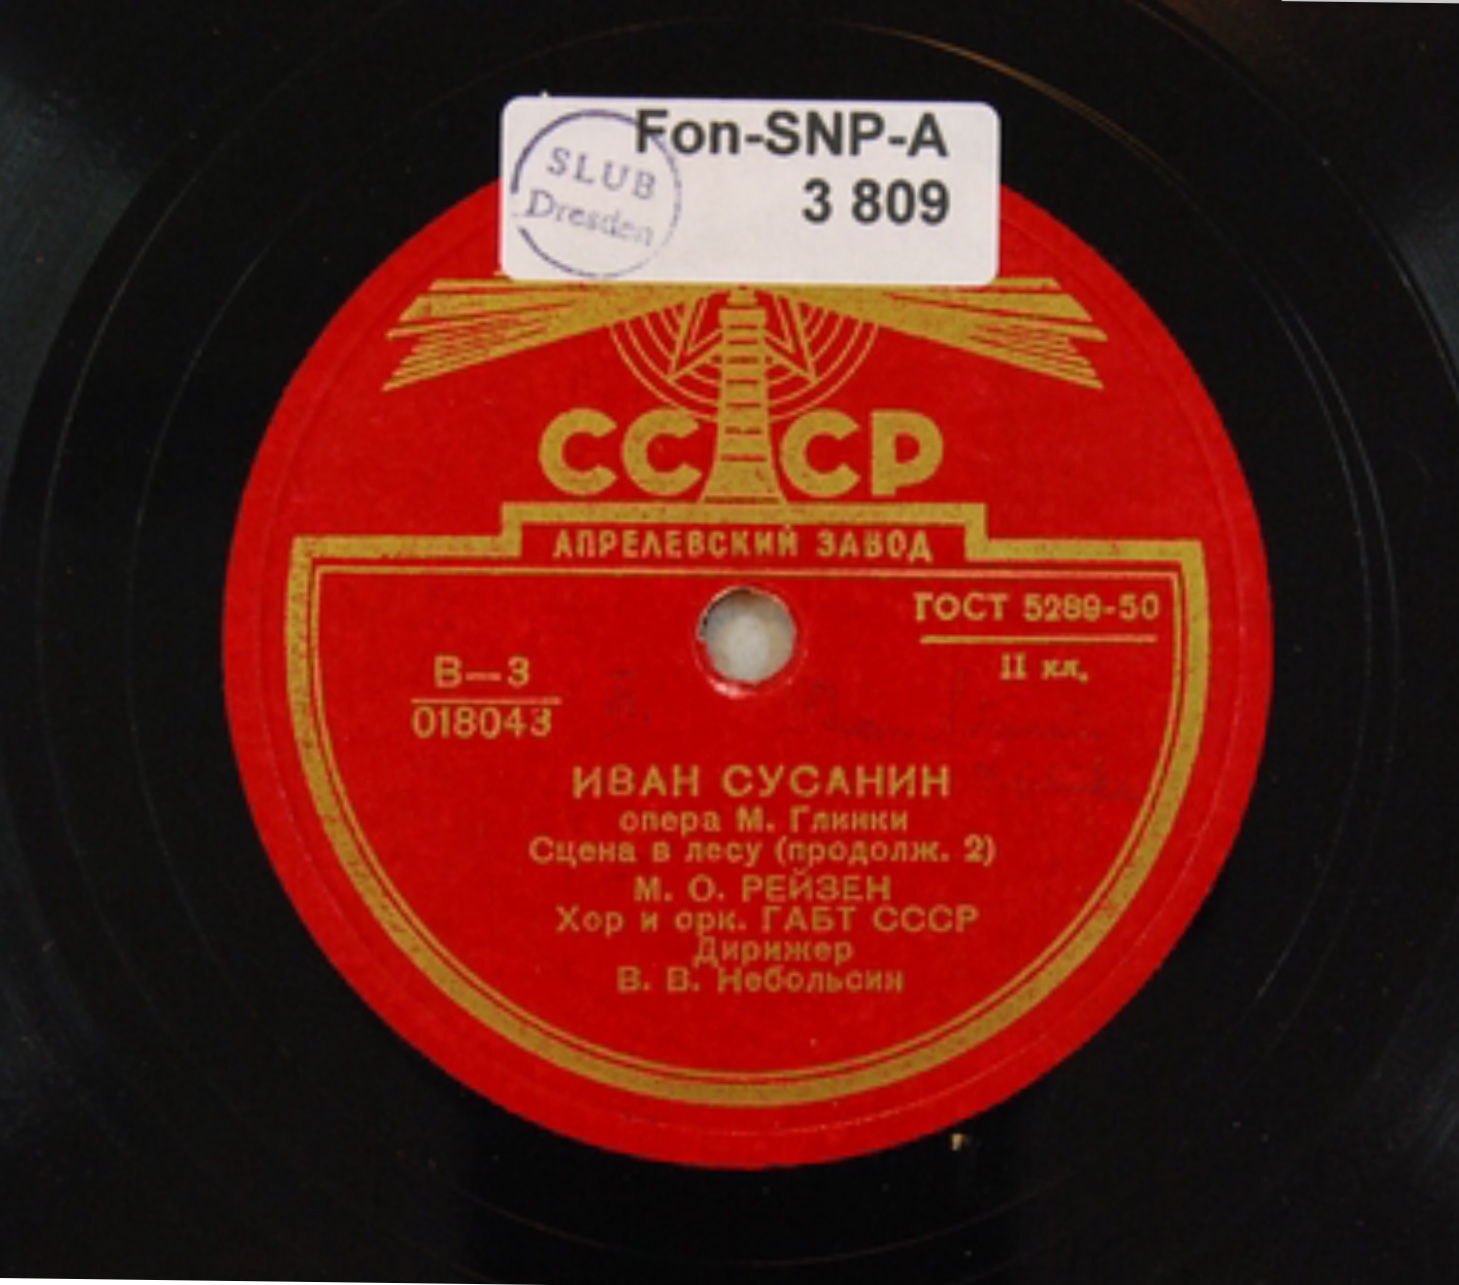 Fon-SNP-A
3 809
SLUB
Dresden
СССР
АПРЕЛЕВСКИЙ ЗАВОД
ГОСТ 5289-50
II кл.
В—3
018043
ИВАН СУСАНИН
опера М. Глинки
Сцена в лесу (продолж. 2)
М. О. РЕЙЗЕН
Хор и орк. ГАБТ СССР
Дирижер
В. В. Небольсин